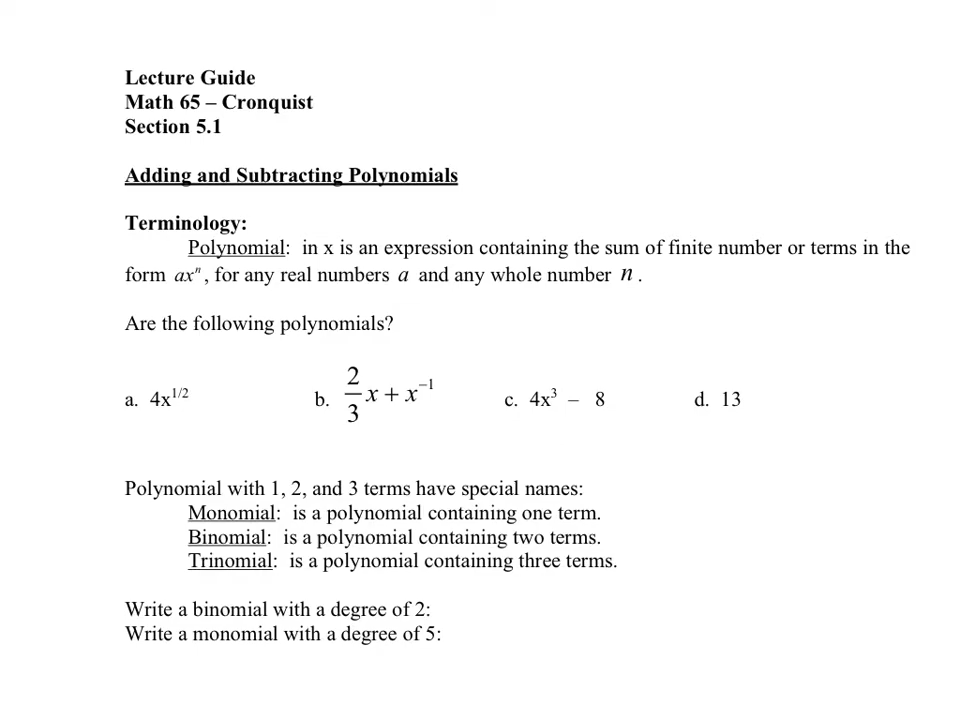 Lecture Guide
Math 65 – Cronquist
Section 5.1
Adding and Subtracting Polynomials
Terminology:
Polynomial: in x is an expression containing the sum of finite number or terms in the
form axⁿ, for any real numbers a and any whole number n.
Are the following polynomials?
a. 4x^1/2 b. 2/3 x + x^−1 c. 4x³ – 8 d. 13
Polynomial with 1, 2, and 3 terms have special names:
Monomial: is a polynomial containing one term.
Binomial: is a polynomial containing two terms.
Trinomial: is a polynomial containing three terms.
Write a binomial with a degree of 2:
Write a monomial with a degree of 5: